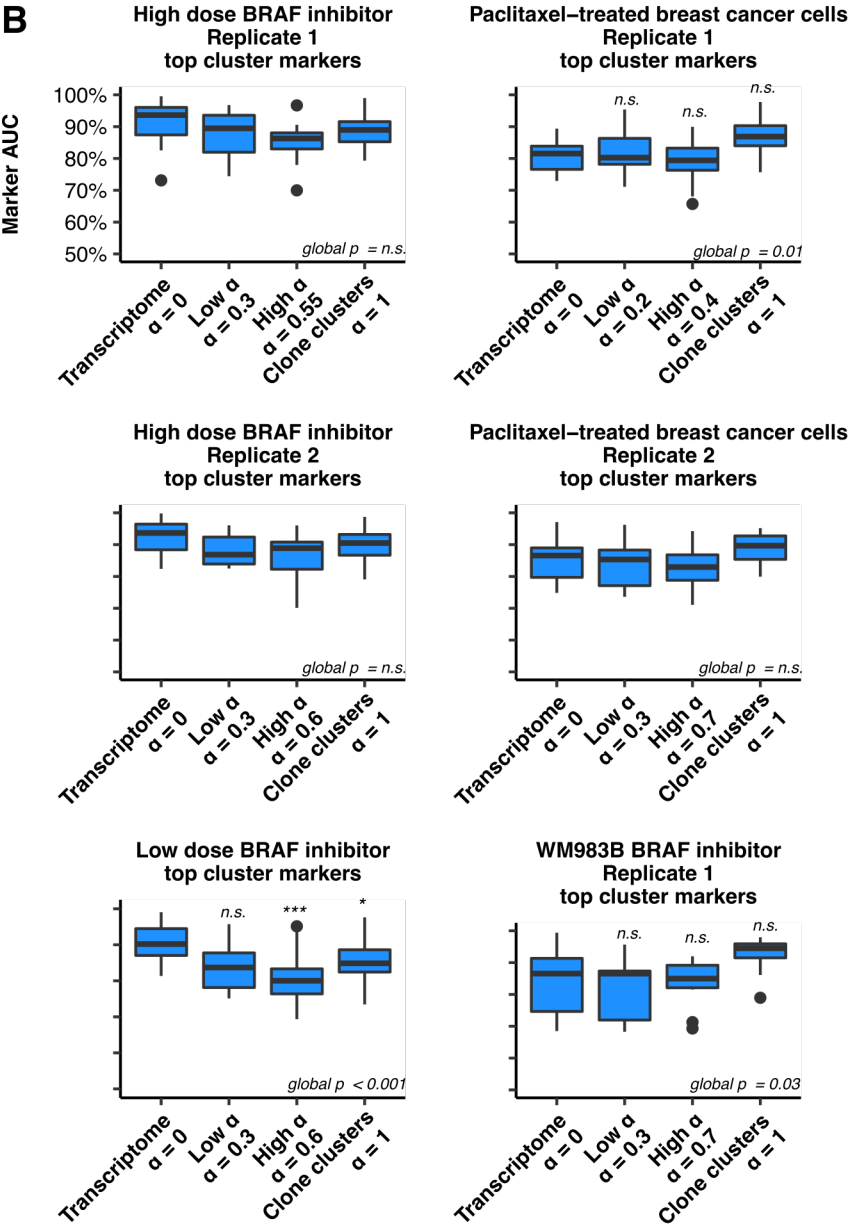 B
High dose BRAF inhibitor
Replicate 1
top cluster markers
Marker AUC
100%
90%
80%
70%
60%
50%
global p = n.s.
Transcriptome
α = 0
Low α
α = 0.3
High α
α = 0.55
Clone clusters
α = 1
Paclitaxel–treated breast cancer cells
Replicate 1
top cluster markers
n.s.
n.s.
n.s.
global p = 0.01
Transcriptome
α = 0
Low α
α = 0.2
High α
α = 0.4
Clone clusters
α = 1
High dose BRAF inhibitor
Replicate 2
top cluster markers
global p = n.s.
Transcriptome
α = 0
Low α
α = 0.3
High α
α = 0.6
Clone clusters
α = 1
Paclitaxel–treated breast cancer cells
Replicate 2
top cluster markers
global p = n.s.
Transcriptome
α = 0
Low α
α = 0.3
High α
α = 0.7
Clone clusters
α = 1
Low dose BRAF inhibitor
top cluster markers
n.s.
***
*
global p < 0.001
Transcriptome
α = 0
Low α
α = 0.3
High α
α = 0.6
Clone clusters
α = 1
WM983B BRAF inhibitor
Replicate 1
top cluster markers
n.s.
n.s.
n.s.
global p = 0.03
Transcriptome
α = 0
Low α
α = 0.3
High α
α = 0.7
Clone clusters
α = 1